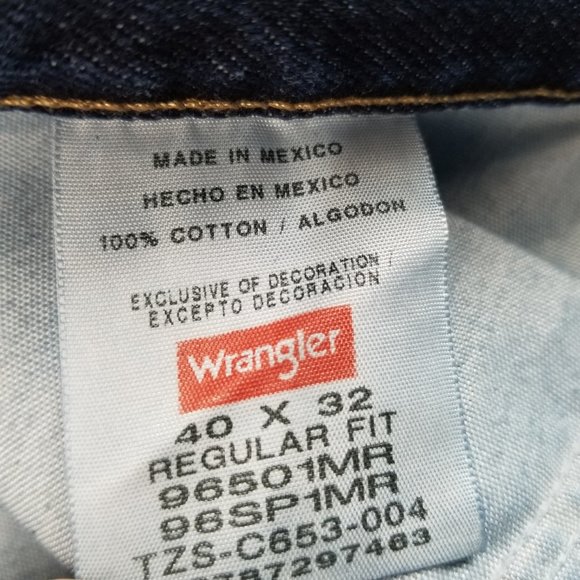 MADE IN MEXICO
HECHO EN MEXICO
100% COTTON / ALGODON
EXCLUSIVE OF DECORATION /
EXCEPTO DECORACION
Wrangler
40 X 32
REGULAR FIT
96501MR
96SP1MR
TZS-C653-004